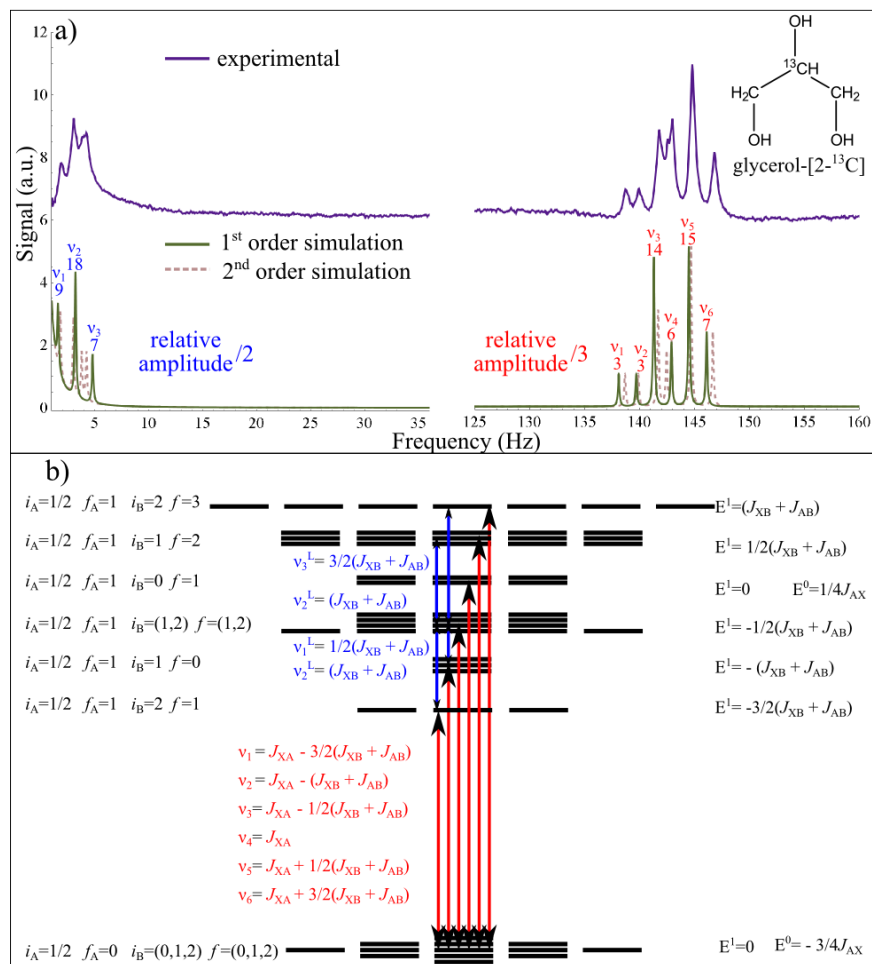 a)
12
10
8
6
4
2
0
Signal (a.u.)
experimental
1st order simulation
2nd order simulation
ν1
9
ν2
18
ν3
7
relative
amplitude/2
relative
amplitude/3
ν1
3
ν2
3
ν3
14
ν4
6
ν5
15
ν6
7
OH
13CH
H2C
CH2
OH
OH
glycerol-[2-13C]
5 15 25 35 125 135 145 155 160
Frequency (Hz)
b)
iA=1/2 fA=1 iB=2 f=3
E1=(JXB + JAB)
iA=1/2 fA=1 iB=1 f=2
E1= 1/2(JXB + JAB)
ν3L= 3/2(JXB + JAB)
iA=1/2 fA=1 iB=0 f=1
E1=0 E0=1/4JAX
ν2L= (JXB + JAB)
iA=1/2 fA=1 iB=(1,2) f=(1,2)
E1= -1/2(JXB + JAB)
ν1L= 1/2(JXB + JAB)
iA=1/2 fA=1 iB=1 f=0
ν2L= (JXB + JAB)
E1= - (JXB + JAB)
iA=1/2 fA=1 iB=2 f=1
E1= -3/2(JXB + JAB)
ν1= JXA - 3/2(JXB + JAB)
ν2= JXA - (JXB + JAB)
ν3= JXA - 1/2(JXB + JAB)
ν4= JXA
ν5= JXA + 1/2(JXB + JAB)
ν6= JXA + 3/2(JXB + JAB)
iA=1/2 fA=0 iB=(0,1,2) f=(0,1,2)
E1=0 E0= - 3/4JAX